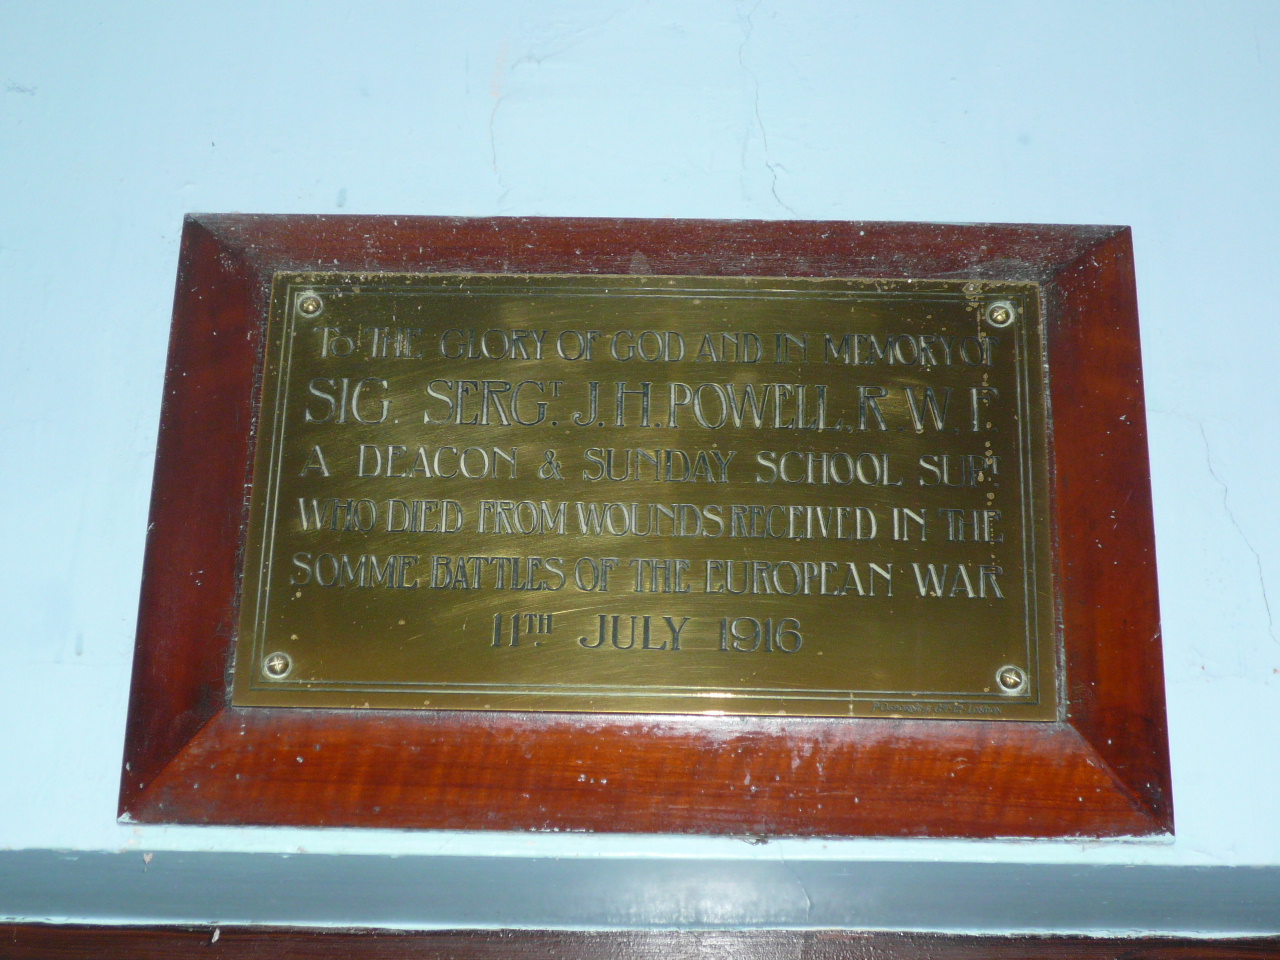 TO THE GLORY OF GOD AND IN MEMORY OF
SIG. SERGT. J.H. POWELL, R.W.F.
A DEACON & SUNDAY SCHOOL SUPT
WHO DIED FROM WOUNDS RECEIVED IN THE
SOMME BATTLES OF THE EUROPEAN WAR
11TH. JULY 1916
LONDON